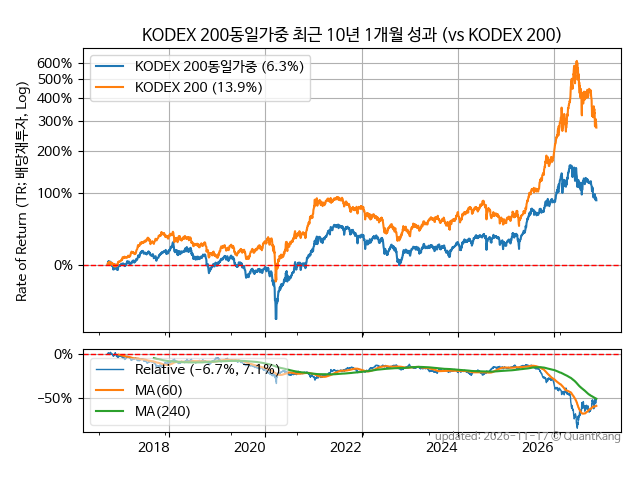 KODEX 200동일가중 최근 10년 1개월 성과 (vs KODEX 200)
KODEX 200동일가중 (6.3%)
KODEX 200 (13.9%)
Rate of Return (TR: 배당재투자, Log)
600%
500%
400%
300%
200%
100%
0%
0%
−50%
Relative (−6.7%, 7.1%)
MA(60)
MA(240)
updated: 2026-11-17 © QuantKang
2018
2020
2022
2024
2026